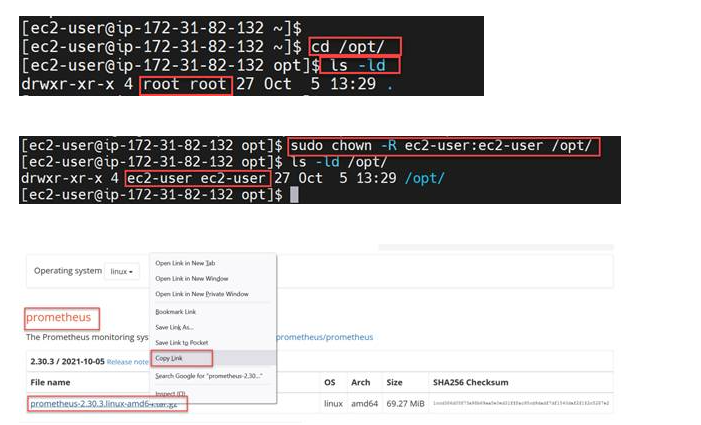 [ec2-user@ip-172-31-82-132 ~]$
[ec2-user@ip-172-31-82-132 ~]$ cd /opt/
[ec2-user@ip-172-31-82-132 opt]$ ls -ld
drwxr-xr-x 4 root root 27 Oct  5 13:29 .
[ec2-user@ip-172-31-82-132 opt]$ sudo chown -R ec2-user:ec2-user /opt/
[ec2-user@ip-172-31-82-132 opt]$ ls -ld /opt/
drwxr-xr-x 4 ec2-user ec2-user 27 Oct  5 13:29 /opt/
[ec2-user@ip-172-31-82-132 opt]$
Operating system linux
Open Link in New Tab
Open Link in New Window
Open Link in New Private Window
Bookmark Link
Save Link As...
Save Link to Pocket
Copy Link
Search Google for "prometheus-2.30..."
Inspect (Q)
prometheus
The Prometheus monitoring sys prometheus/prometheus
2.30.3 / 2021-10-05 Release note
File name OS Arch Size SHA256 Checksum
prometheus-2.30.3.linux-amd64.tar.gz linux amd64 69.27 MiB